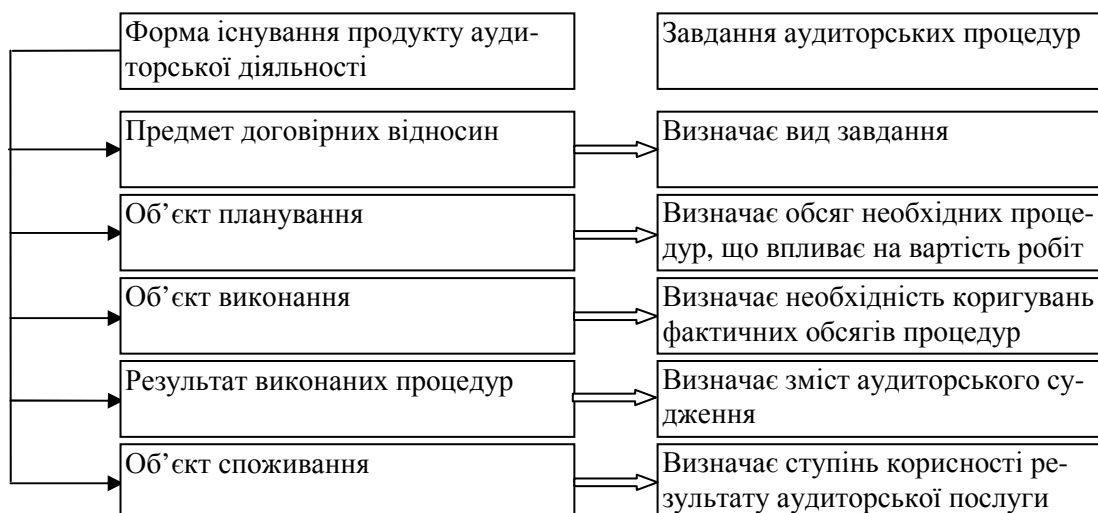 Форма існування продукту ауди-
торської діяльності
Завдання аудиторських процедур
Предмет договірних відносин
Визначає вид завдання
Об’єкт планування
Визначає обсяг необхідних проце-
дур, що впливає на вартість робіт
Об’єкт виконання
Визначає необхідність коригувань
фактичних обсягів процедур
Результат виконаних процедур
Визначає зміст аудиторського су-
дження
Об’єкт споживання
Визначає ступінь корисності ре-
зультату аудиторської послуги